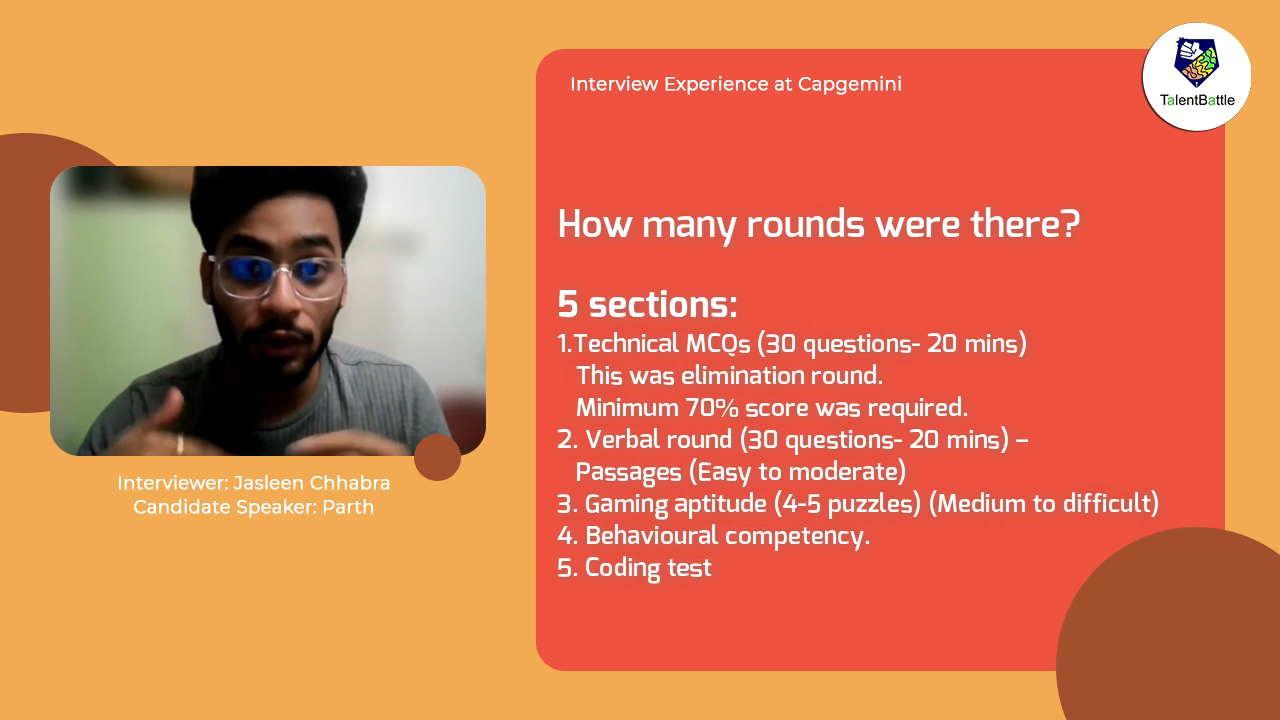 Interview Experience at Capgemini
TalentBattle
How many rounds were there?
5 sections:
1.Technical MCQs (30 questions- 20 mins)
This was elimination round.
Minimum 70% score was required.
2. Verbal round (30 questions- 20 mins) –
Passages (Easy to moderate)
3. Gaming aptitude (4-5 puzzles) (Medium to difficult)
4. Behavioural competency.
5. Coding test
Interviewer: Jasleen Chhabra
Candidate Speaker: Parth